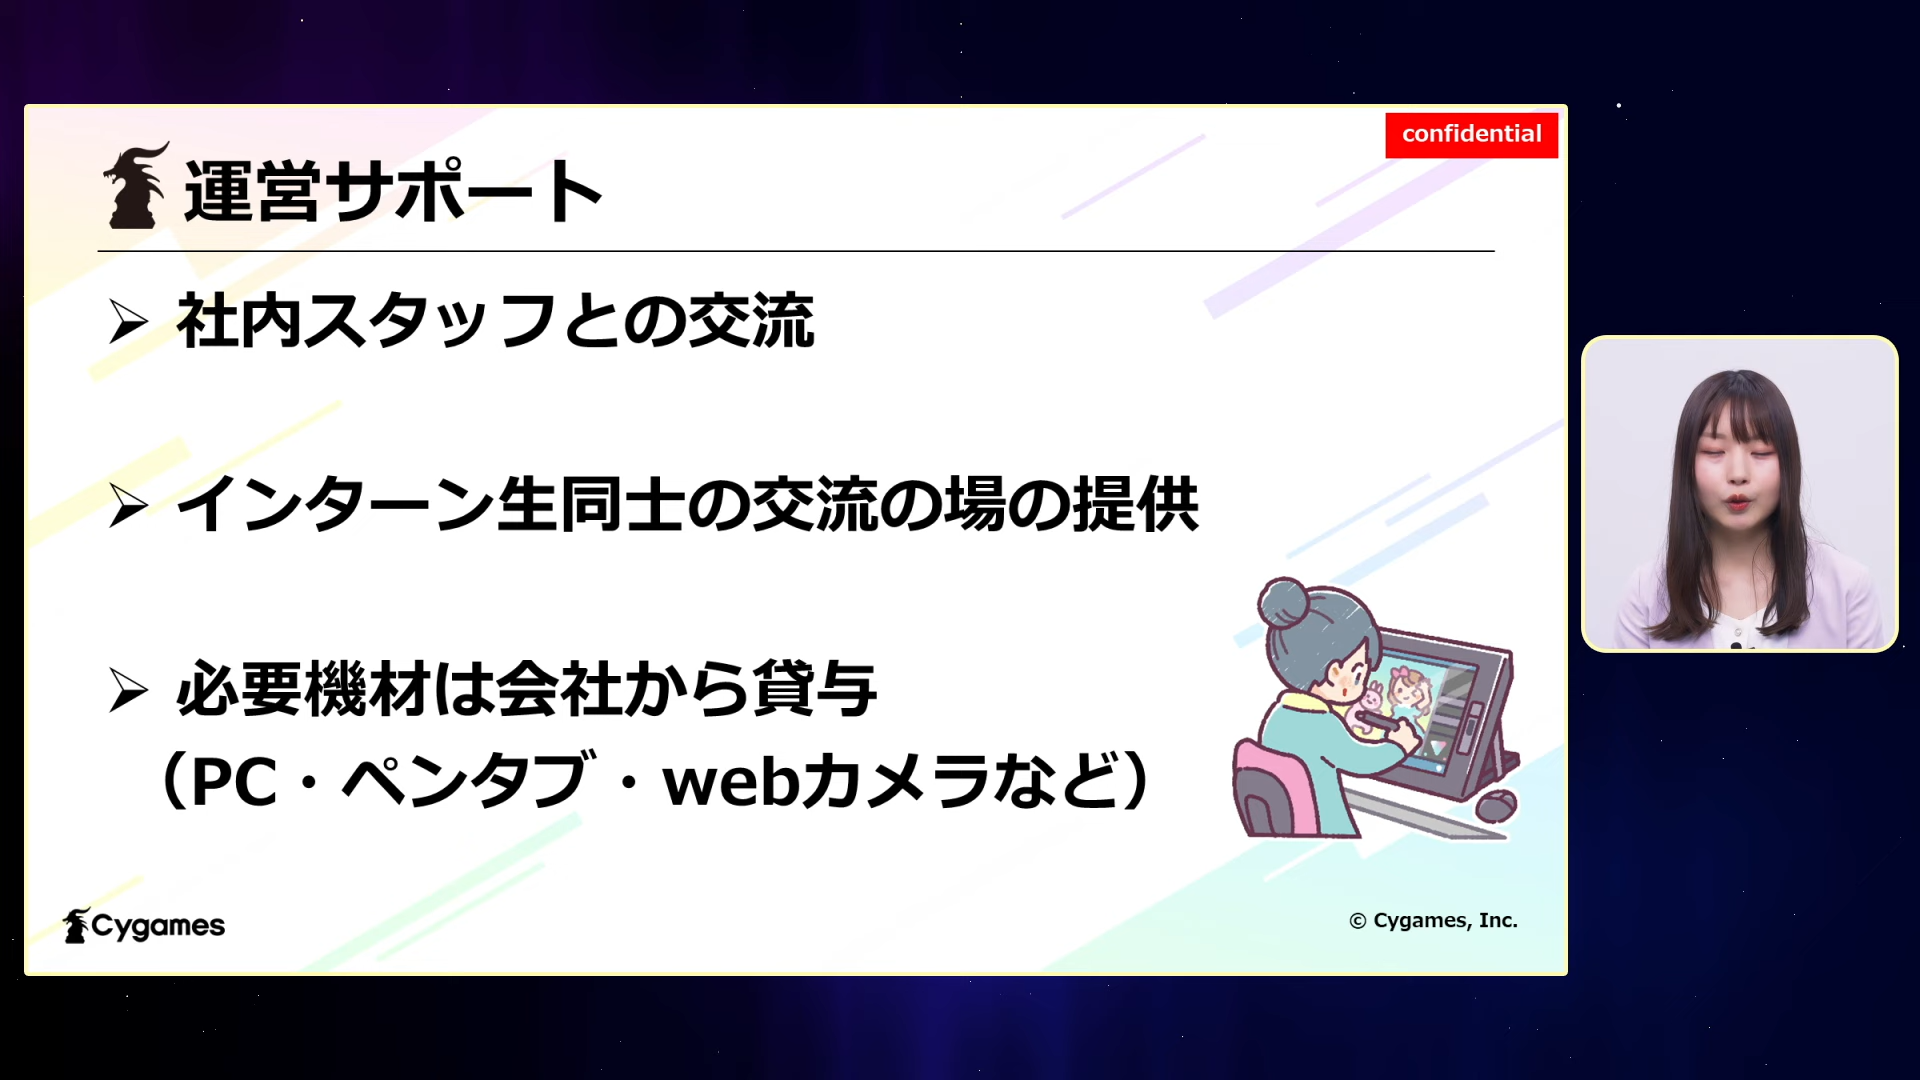 confidential
運営サポート
➢ 社内スタッフとの交流
➢ インターン生同士の交流の場の提供
➢ 必要機材は会社から貸与
（PC・ペンタブ・webカメラなど）
Cygames
© Cygames, Inc.